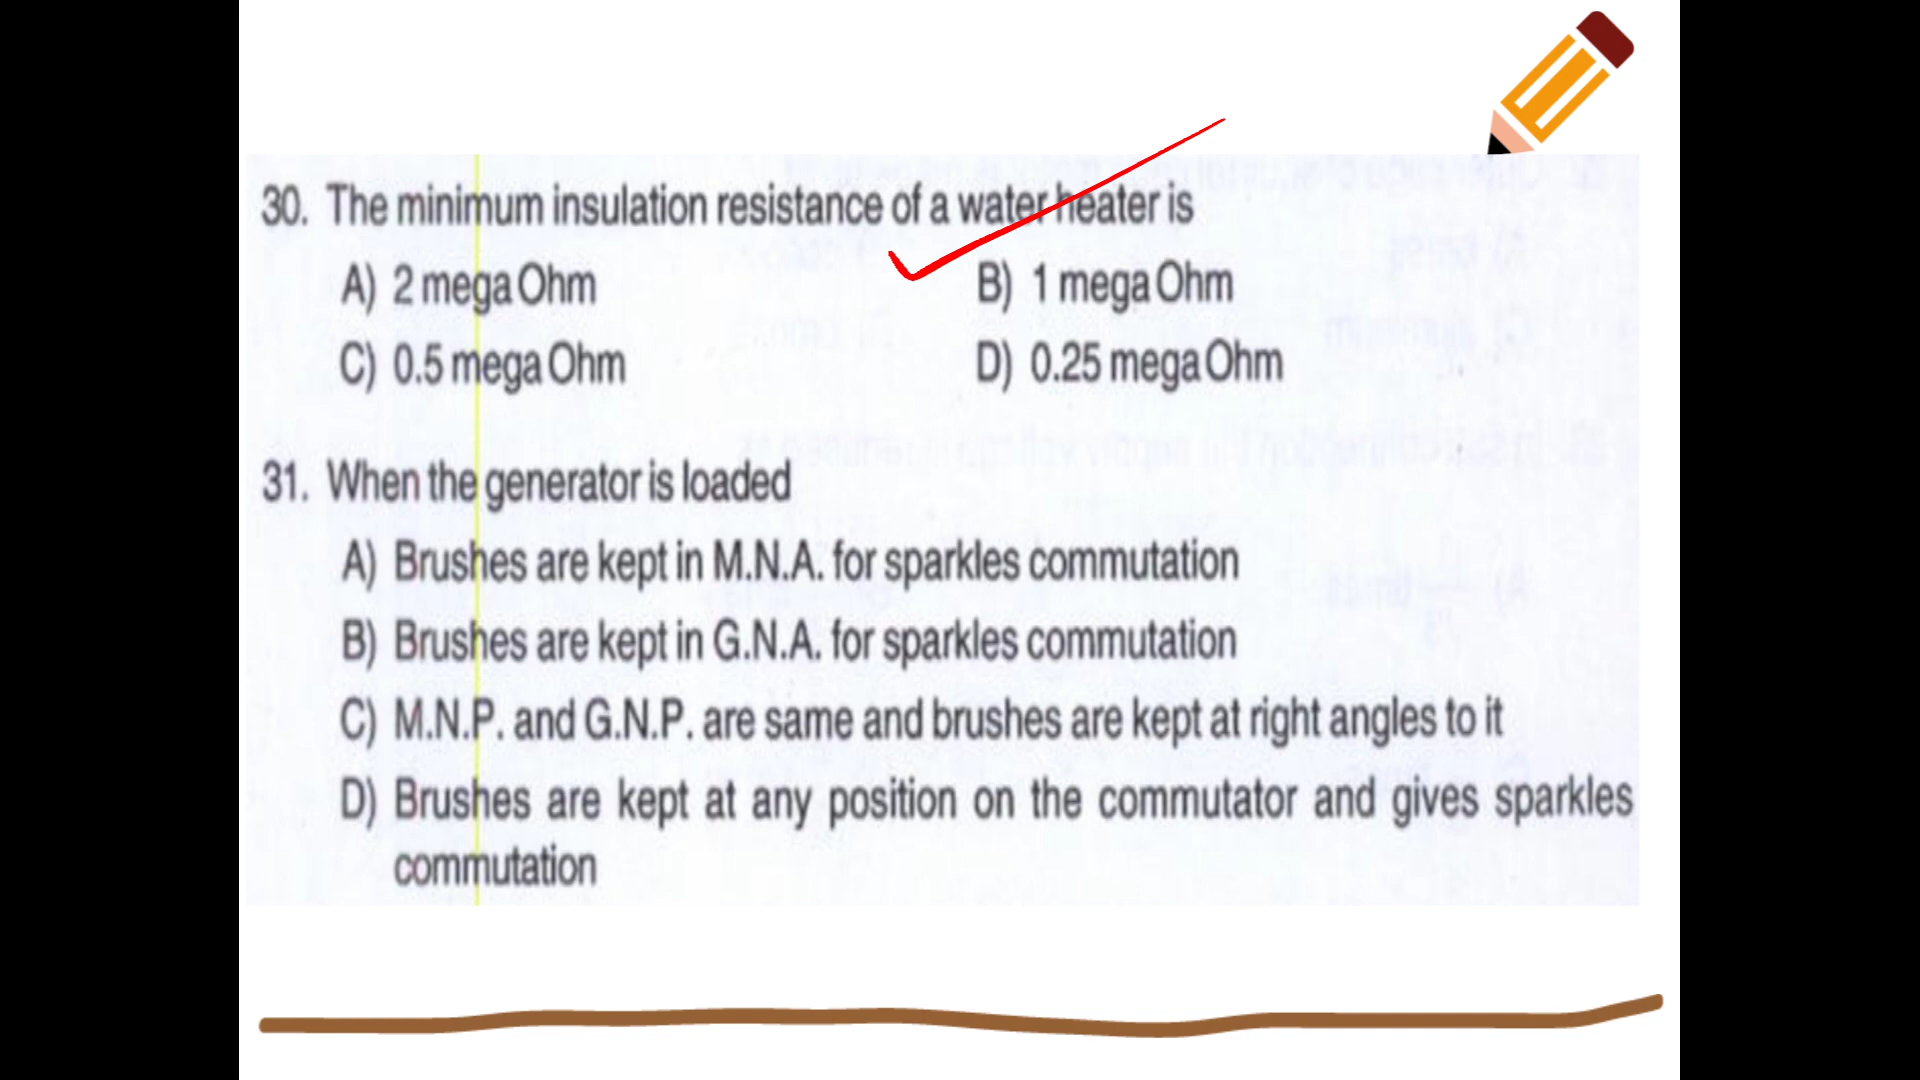 30. The minimum insulation resistance of a water heater is
A) 2 mega Ohm B) 1 mega Ohm
C) 0.5 mega Ohm D) 0.25 mega Ohm
31. When the generator is loaded
A) Brushes are kept in M.N.A. for sparkles commutation
B) Brushes are kept in G.N.A. for sparkles commutation
C) M.N.P. and G.N.P. are same and brushes are kept at right angles to it
D) Brushes are kept at any position on the commutator and gives sparkles
commutation